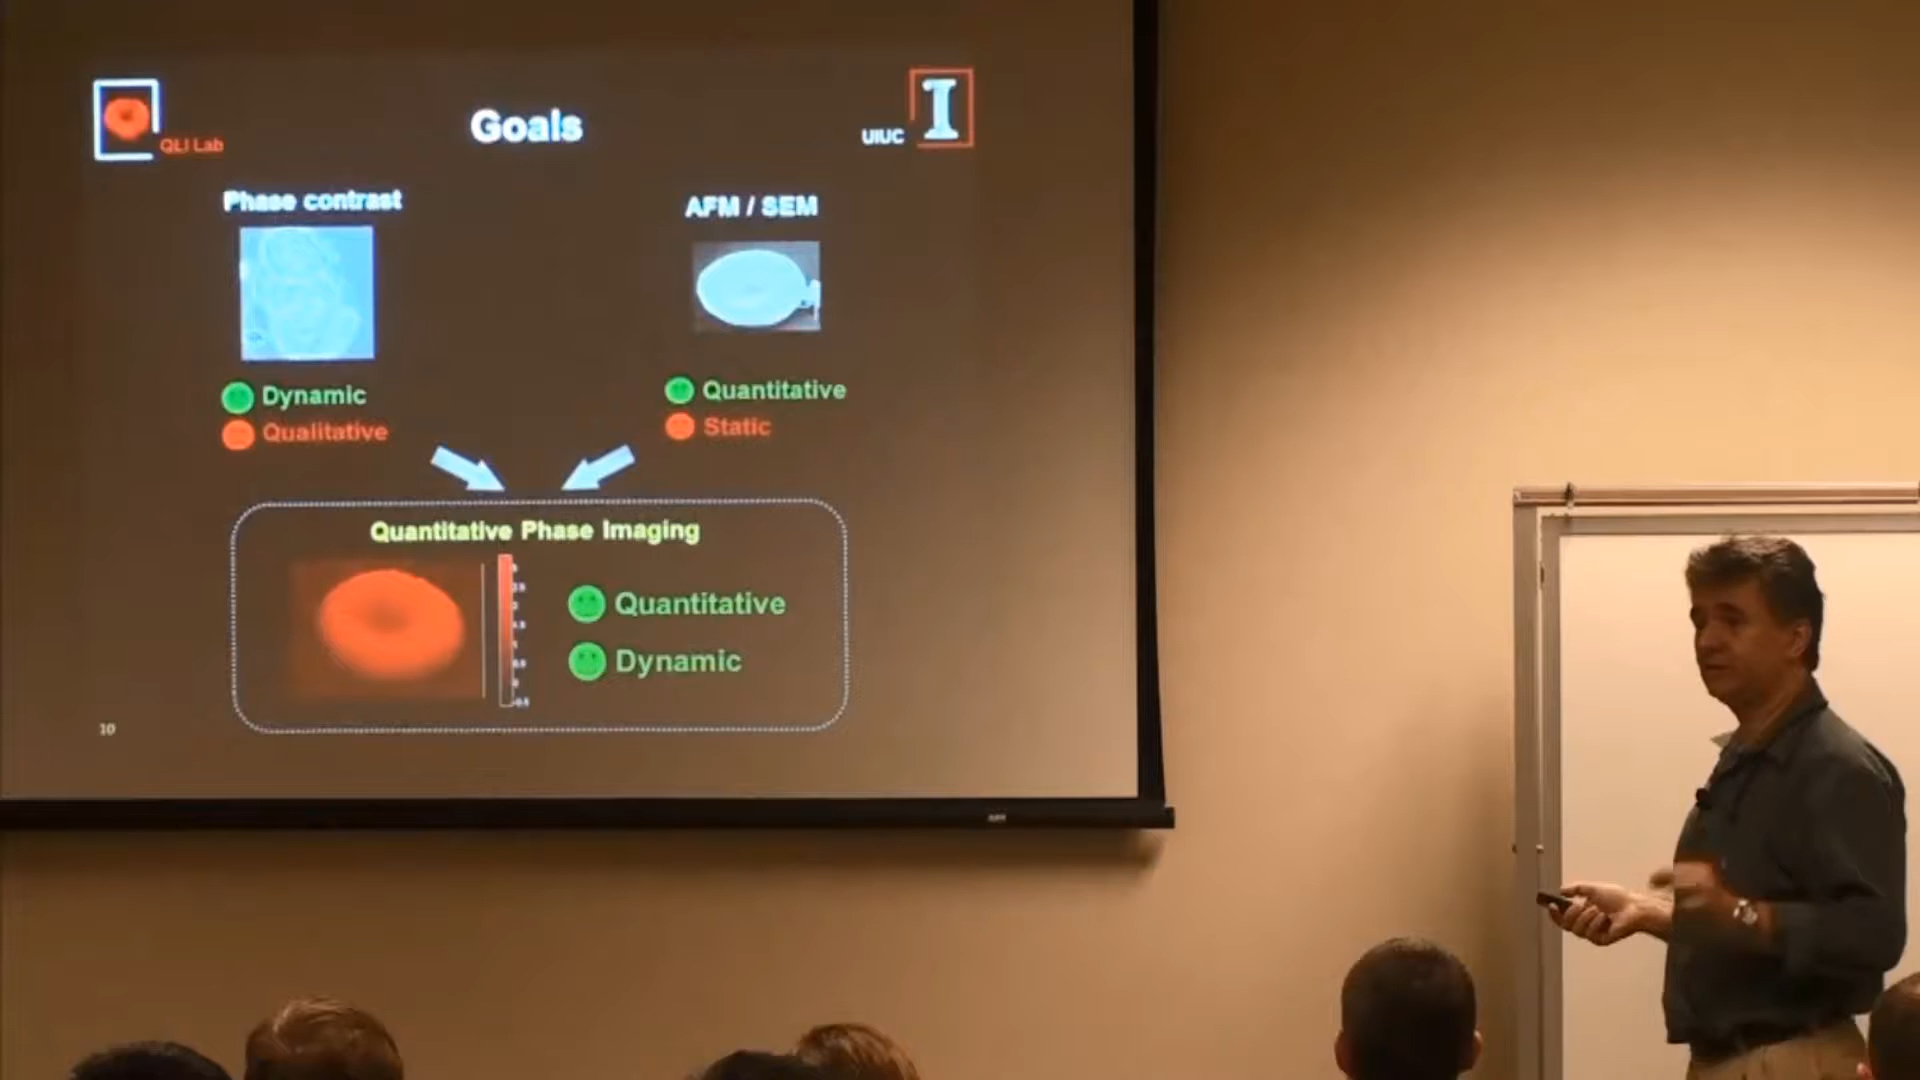 QLI Lab
Goals
UIUC
I
Phase contrast
AFM / SEM
Dynamic
Qualitative
Quantitative
Static
Quantitative Phase Imaging
Quantitative
Dynamic
10